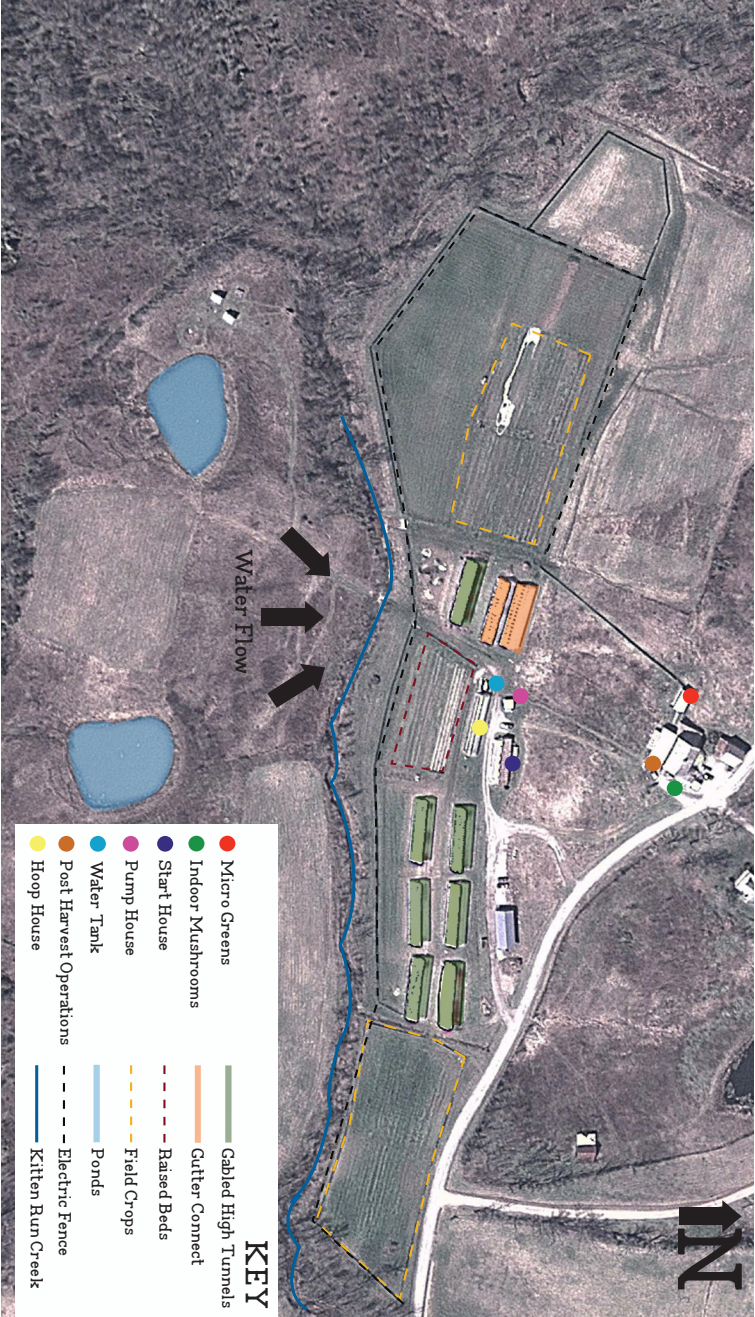 N
Water Flow
KEY
Micro Greens
Indoor Mushrooms
Start House
Pump House
Water Tank
Post Harvest Operations
Hoop House
Gabled High Tunnels
Gutter Connect
Raised Beds
Field Crops
Ponds
Electric Fence
Kitten Run Creek